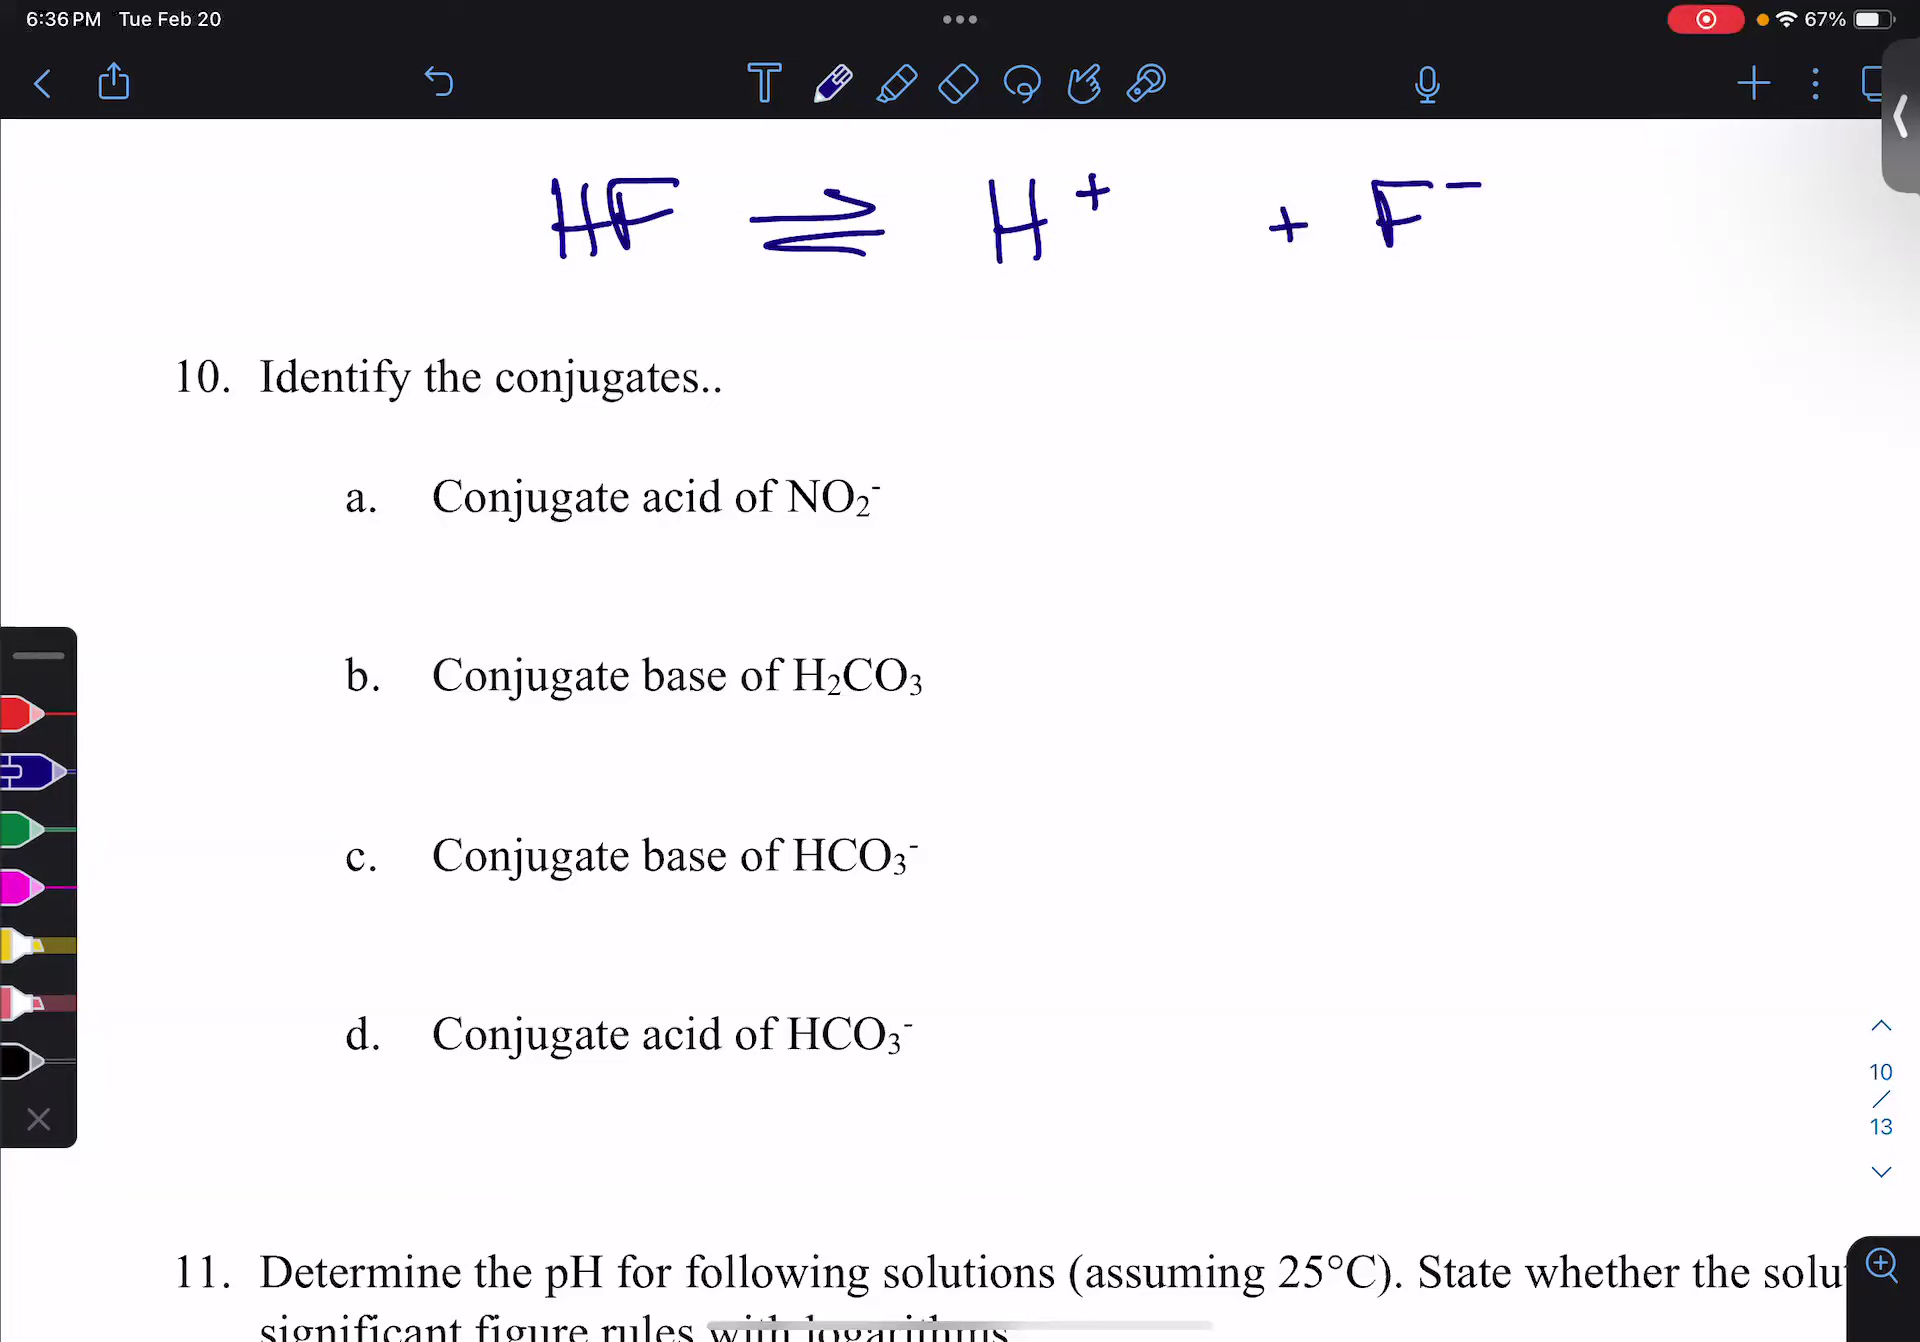 6:36 PM Tue Feb 20
67%
HF ⇌ H⁺ + F⁻
10. Identify the conjugates..
a. Conjugate acid of NO₂⁻
b. Conjugate base of H₂CO₃
c. Conjugate base of HCO₃⁻
d. Conjugate acid of HCO₃⁻
10
/
13
11. Determine the pH for following solutions (assuming 25°C). State whether the solu
significant figure rules with logarithms